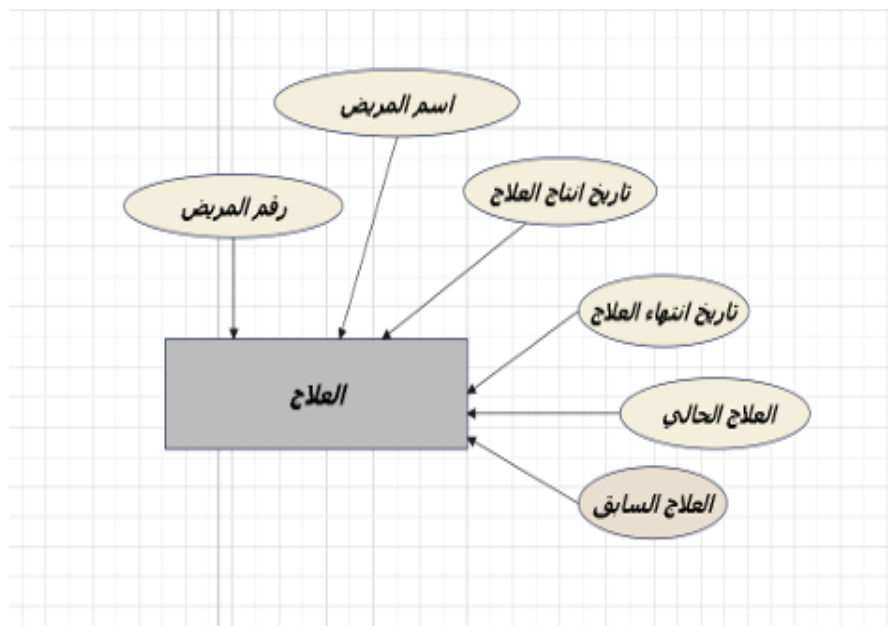 اسم المريض
تاريخ انتاج العلاج
رقم المريض
تاريخ انتهاء العلاج
العلاج
العلاج الحالي
العلاج السابق